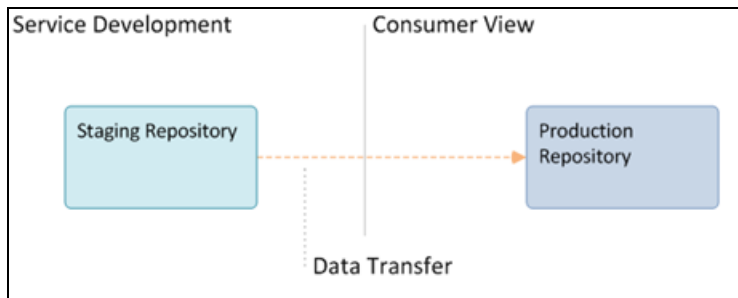 Service Development
Consumer View
Staging Repository
Production
Repository
Data Transfer